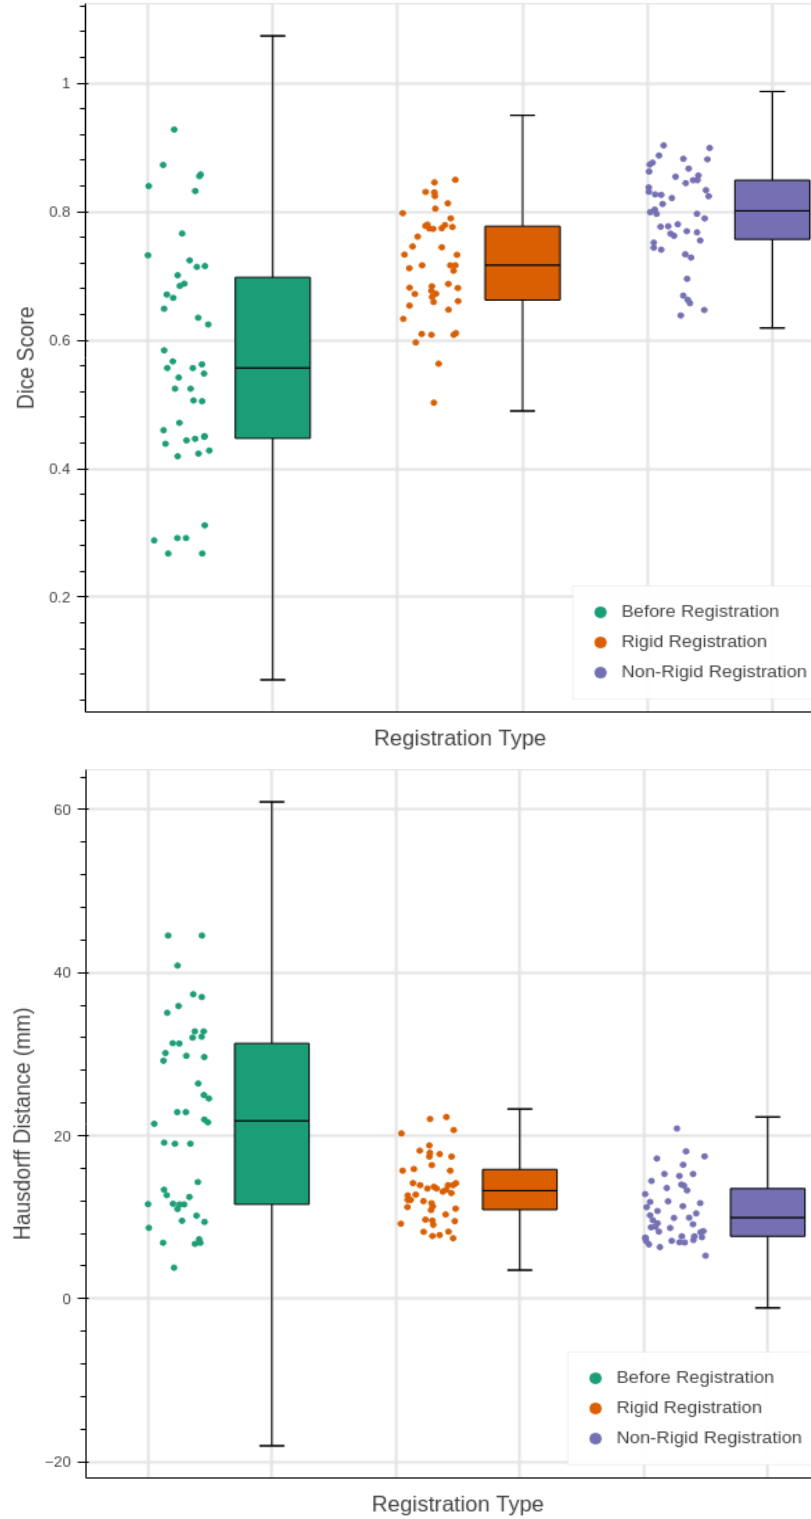 1
0.8
0.6
0.4
0.2
Dice Score
Before Registration
Rigid Registration
Non-Rigid Registration
Registration Type
60
40
20
0
−20
Hausdorff Distance (mm)
Before Registration
Rigid Registration
Non-Rigid Registration
Registration Type